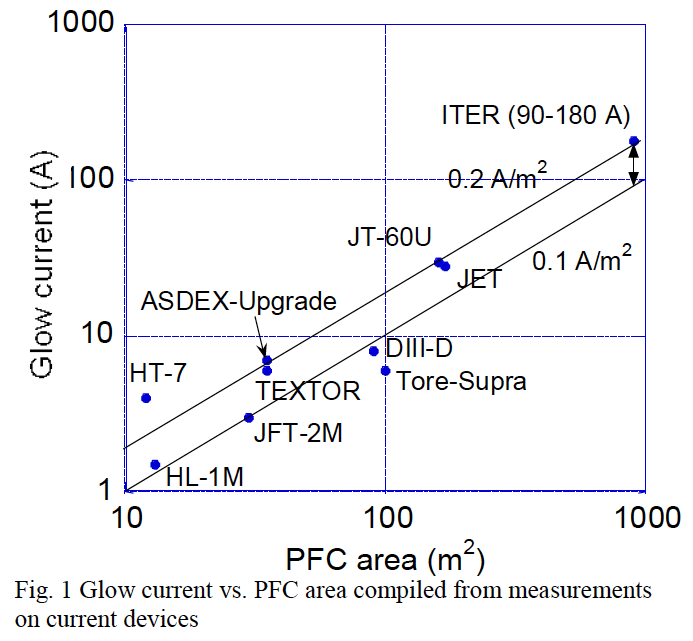 1000
ITER (90-180 A)
Glow current (A)
100
0.2 A/m²
JT-60U
0.1 A/m²
JET
ASDEX-Upgrade
10
DIII-D
HT-7
TEXTOR
Tore-Supra
JFT-2M
HL-1M
1
10
100
1000
PFC area (m²)
Fig. 1 Glow current vs. PFC area compiled from measurements
on current devices